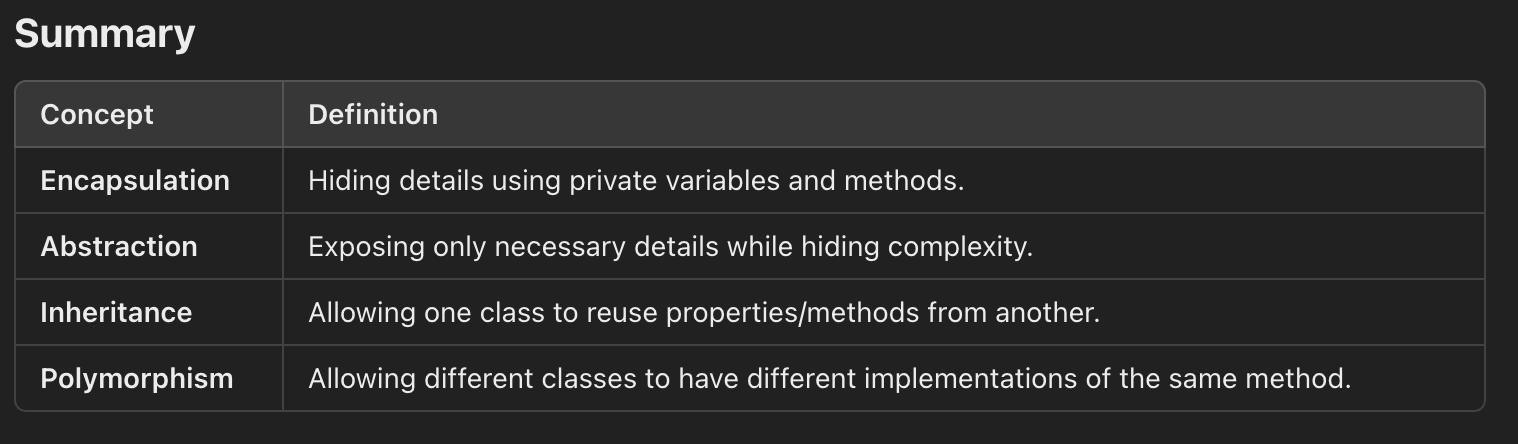 Summary
Concept Definition
Encapsulation Hiding details using private variables and methods.
Abstraction Exposing only necessary details while hiding complexity.
Inheritance Allowing one class to reuse properties/methods from another.
Polymorphism Allowing different classes to have different implementations of the same method.